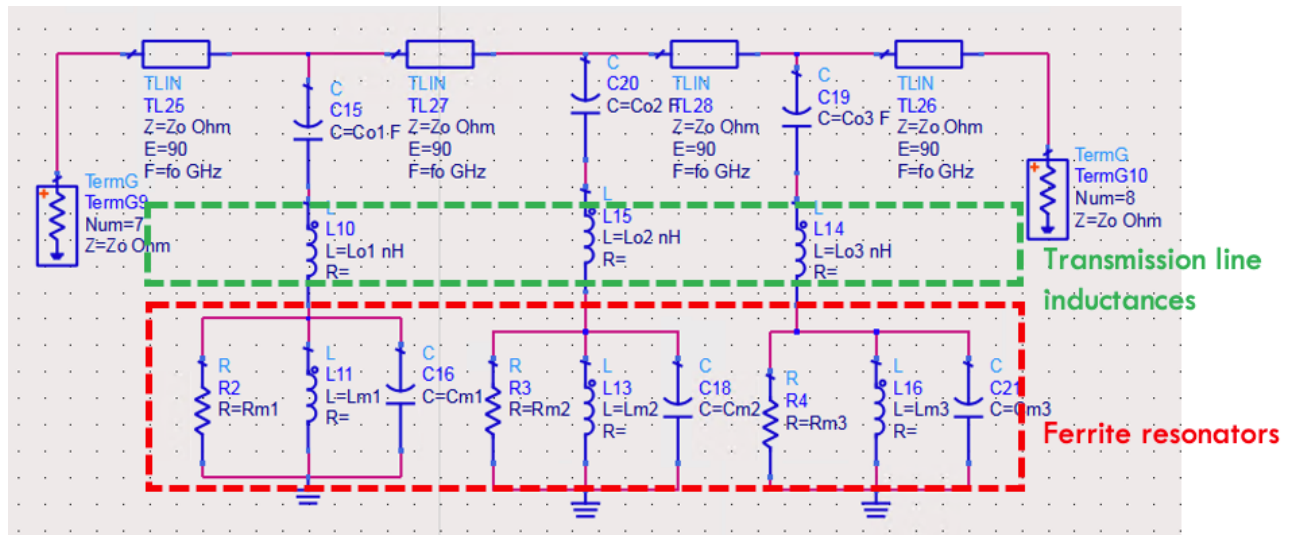 TLIN
TL25
Z=Zo Ohm
E=90
F=fo GHz
C
C15
C=Co1 F
TLIN
TL27
Z=Zo Ohm
E=90
F=fo GHz
C
C20
C=Co2 F
TLIN
TL28
Z=Zo Ohm
E=90
F=fo GHz
C
C19
C=Co3 F
TLIN
TL26
Z=Zo Ohm
E=90
F=fo GHz
TermG
TermG9
Num=7
Z=Zo Ohm
TermG
TermG10
Num=8
Z=Zo Ohm
L
L10
L=Lo1 nH
R=
L
L15
L=Lo2 nH
R=
L
L14
L=Lo3 nH
R=
Transmission line
inductances
R
R2
R=Rm1
L
L11
L=Lm1
R=
C
C16
C=Cm1
R
R3
R=Rm2
L
L13
L=Lm2
R=
C
C18
C=Cm2
R
R4
R=Rm3
L
L16
L=Lm3
R=
C
C21
C=Cm3
Ferrite resonators